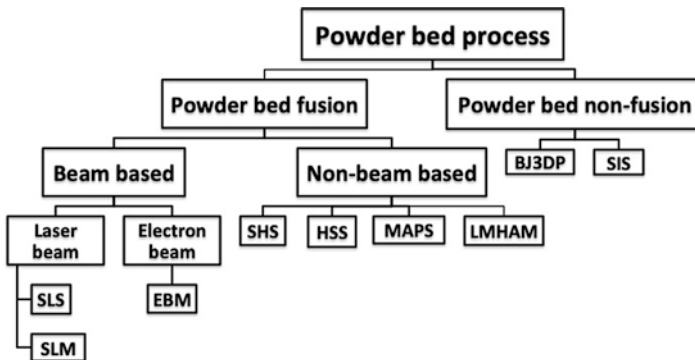 Powder bed process
Powder bed fusion
Powder bed non-fusion
Beam based
Non-beam based
BJ3DP
SIS
Laser
beam
Electron
beam
SHS
HSS
MAPS
LMHAM
SLS
EBM
SLM